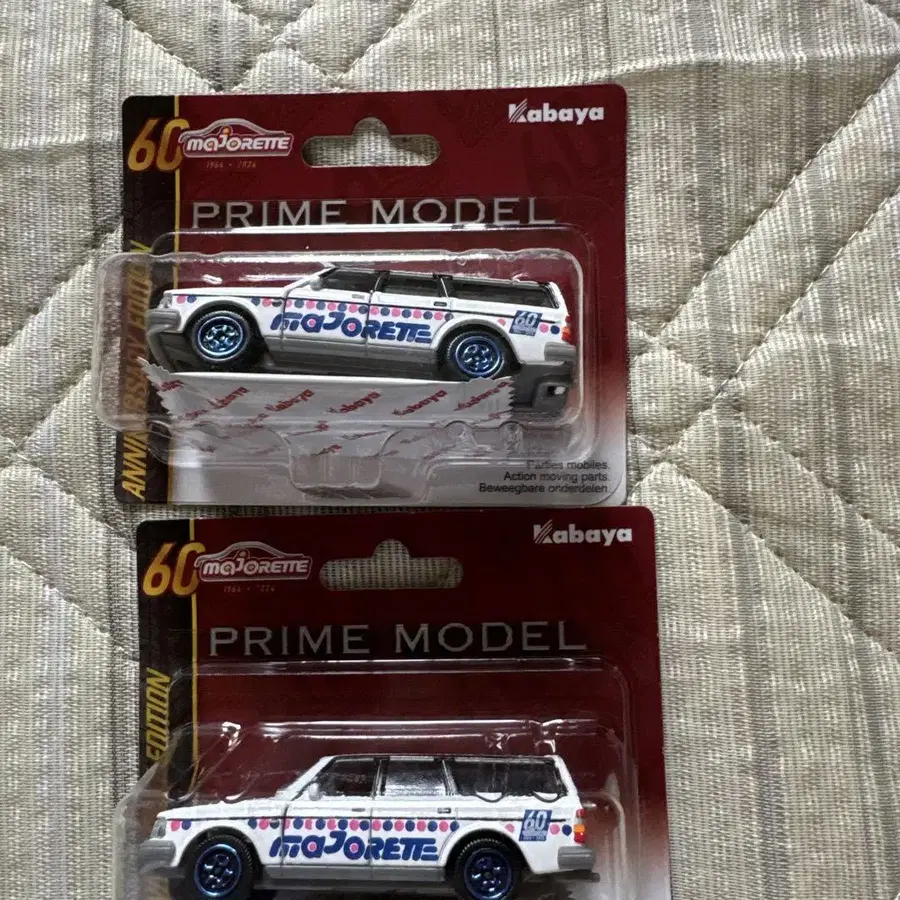 60 majorette
1964 • 2024
Kabaya
PRIME MODEL
ANNIVERSARY EDITION
majorette
60
Kabaya Kabaya Kabaya
Parties mobiles.
Action moving parts.
Beweegbare onderdelen.
60 majorette
1964 • 2024
Kabaya
PRIME MODEL
EDITION
majorette
60